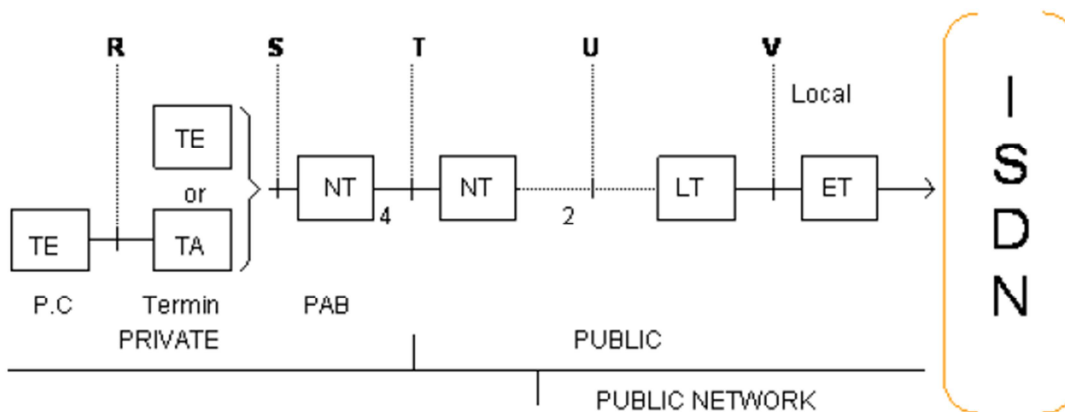 R S T U V
Local
TE
or
NT NT LT ET
4 2
TE TA
P.C Termin PAB
PRIVATE PUBLIC
PUBLIC NETWORK
I
S
D
N